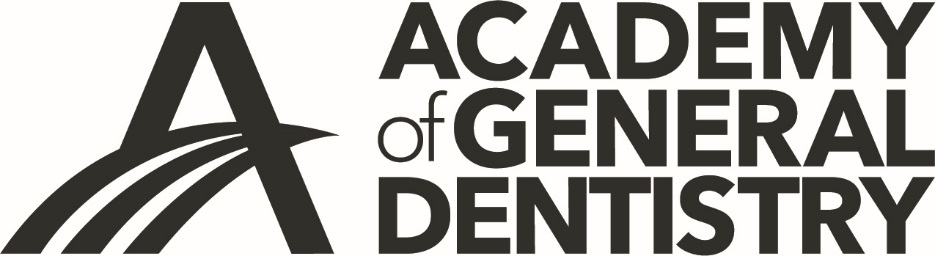 ACADEMY
of GENERAL
DENTISTRY